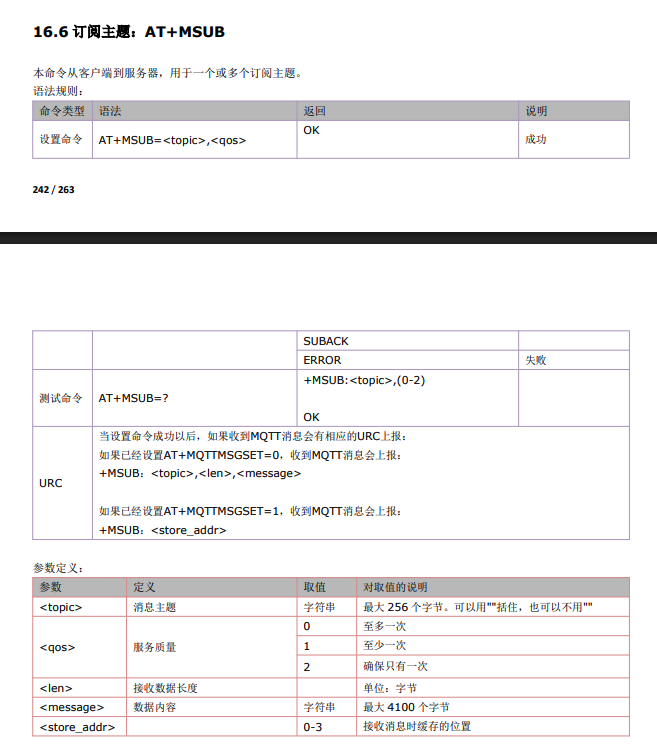 16.6 订阅主题：AT+MSUB
本命令从客户端到服务器，用于一个或多个订阅主题。
语法规则：
命令类型 语法 返回 说明
设置命令 AT+MSUB=<topic>,<qos> OK 成功
242 / 263
SUBACK
ERROR 失败
测试命令 AT+MSUB=? +MSUB:<topic>,(0-2)
OK
URC
当设置命令成功以后，如果收到MQTT消息会有相应的URC上报：
如果已经设置AT+MQTTMSGSET=0，收到MQTT消息会上报：
+MSUB：<topic>,<len>,<message>
如果已经设置AT+MQTTMSGSET=1，收到MQTT消息会上报：
+MSUB：<store_addr>
参数定义：
参数 定义 取值 对取值的说明
<topic> 消息主题 字符串 最大 256 个字节。可以用""括住，也可以不用""
<qos> 服务质量
0 至多一次
1 至少一次
2 确保只有一次
<len> 接收数据长度 单位：字节
<message> 数据内容 字符串 最大 4100 个字节
<store_addr> 0-3 接收消息时缓存的位置